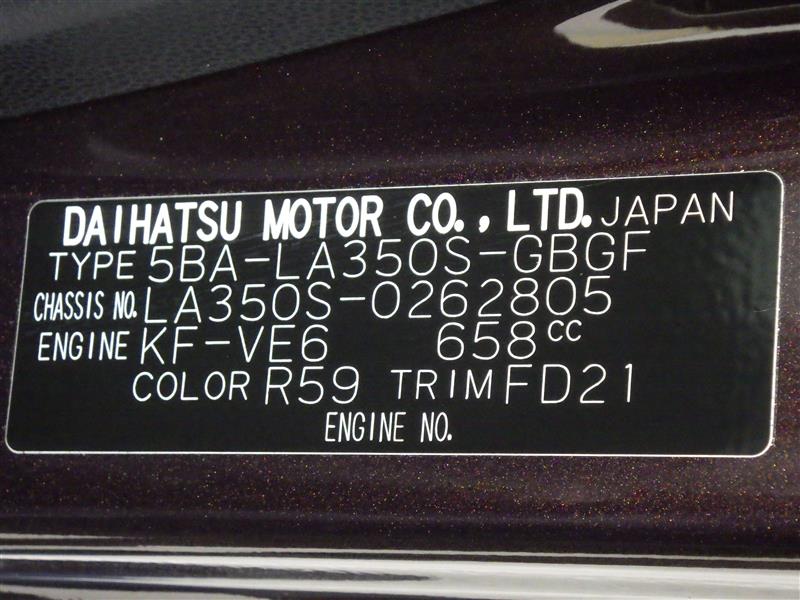 DAIHATSU MOTOR CO., LTD. JAPAN
TYPE 5BA-LA350S-GBGF
CHASSIS NO. LA350S-0262805
ENGINE KF-VE6 658cc
COLOR R59 TRIM FD21
ENGINE NO.